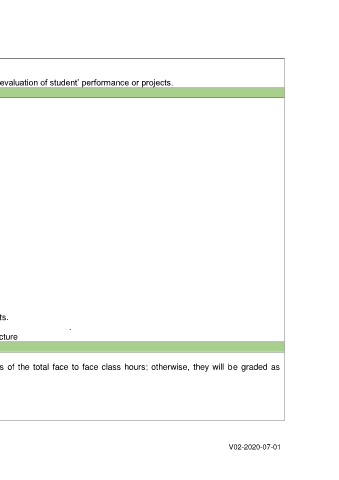 evaluation of student' performance or projects.
ts.
.
cture
s of the total face to face class hours; otherwise, they will be graded as
V02-2020-07-01